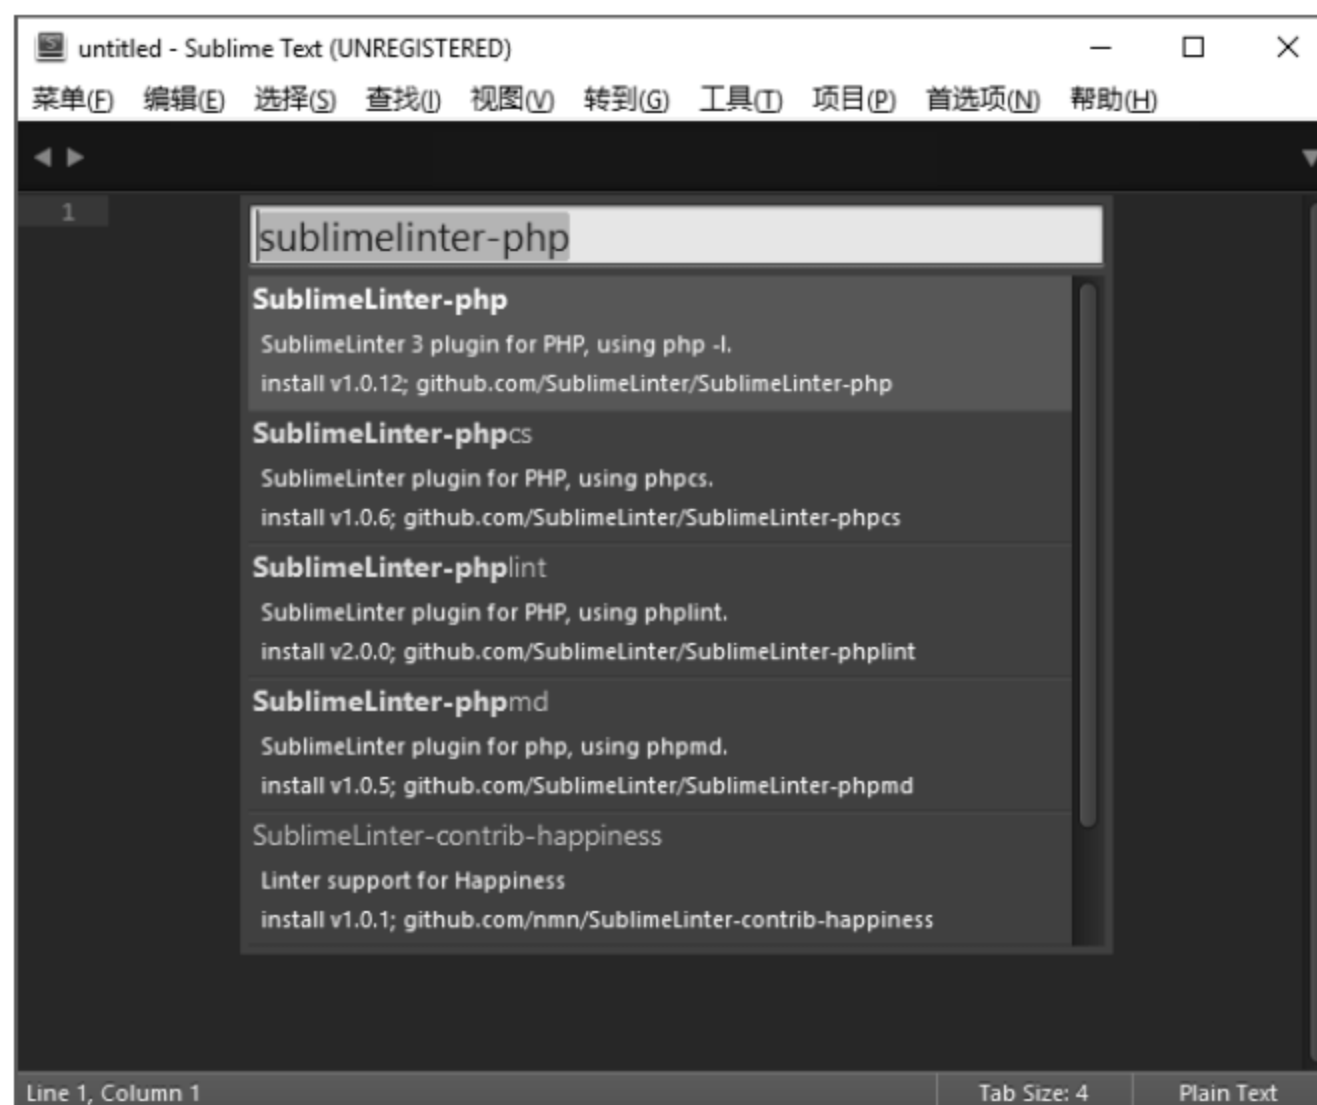 untitled - Sublime Text (UNREGISTERED)
菜单(F) 编辑(E) 选择(S) 查找(I) 视图(V) 转到(G) 工具(T) 项目(P) 首选项(N) 帮助(H)
1
sublimelinter-php
SublimeLinter-php
SublimeLinter 3 plugin for PHP, using php -l.
install v1.0.12; github.com/SublimeLinter/SublimeLinter-php
SublimeLinter-phpcs
SublimeLinter plugin for PHP, using phpcs.
install v1.0.6; github.com/SublimeLinter/SublimeLinter-phpcs
SublimeLinter-phplint
SublimeLinter plugin for PHP, using phplint.
install v2.0.0; github.com/SublimeLinter/SublimeLinter-phplint
SublimeLinter-phpmd
SublimeLinter plugin for php, using phpmd.
install v1.0.5; github.com/SublimeLinter/SublimeLinter-phpmd
SublimeLinter-contrib-happiness
Linter support for Happiness
install v1.0.1; github.com/nmn/SublimeLinter-contrib-happiness
Line 1, Column 1 Tab Size: 4 Plain Text